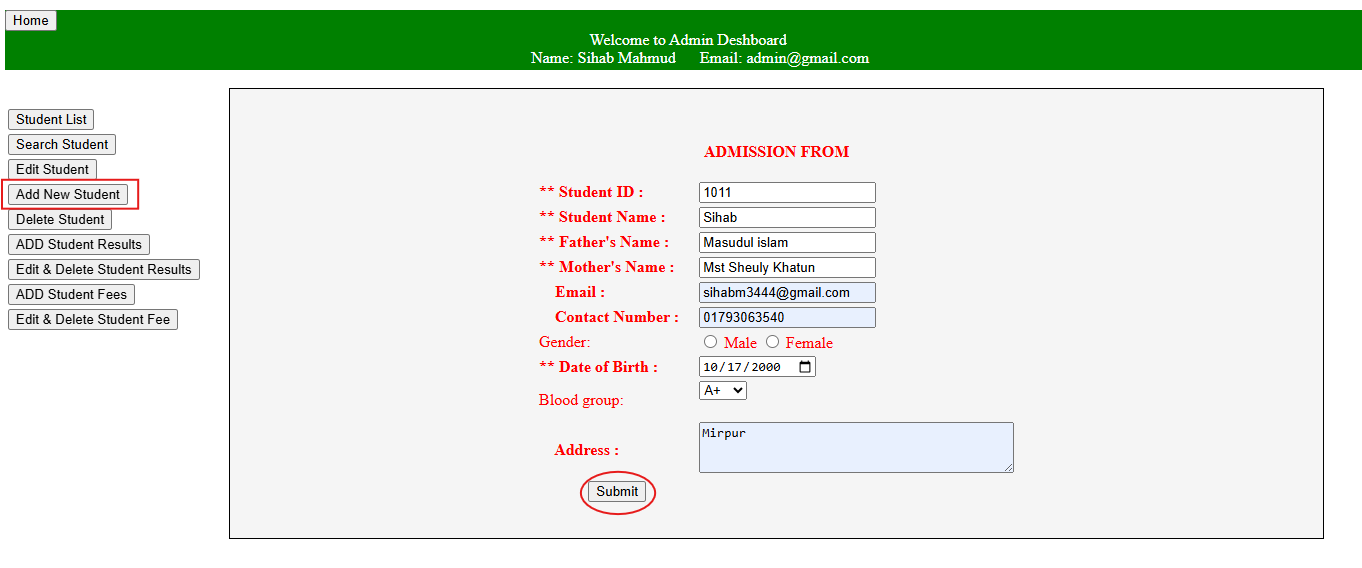 Home
Welcome to Admin Deshboard
Name: Sihab Mahmud Email: admin@gmail.com
Student List
Search Student
Edit Student
Add New Student
Delete Student
ADD Student Results
Edit & Delete Student Results
ADD Student Fees
Edit & Delete Student Fee
ADMISSION FROM
** Student ID : 1011
** Student Name : Sihab
** Father's Name : Masudul islam
** Mother's Name : Mst Sheuly Khatun
Email : sihabm3444@gmail.com
Contact Number : 01793063540
Gender: Male Female
** Date of Birth : 10/17/2000
Blood group: A+
Address : Mirpur
Submit